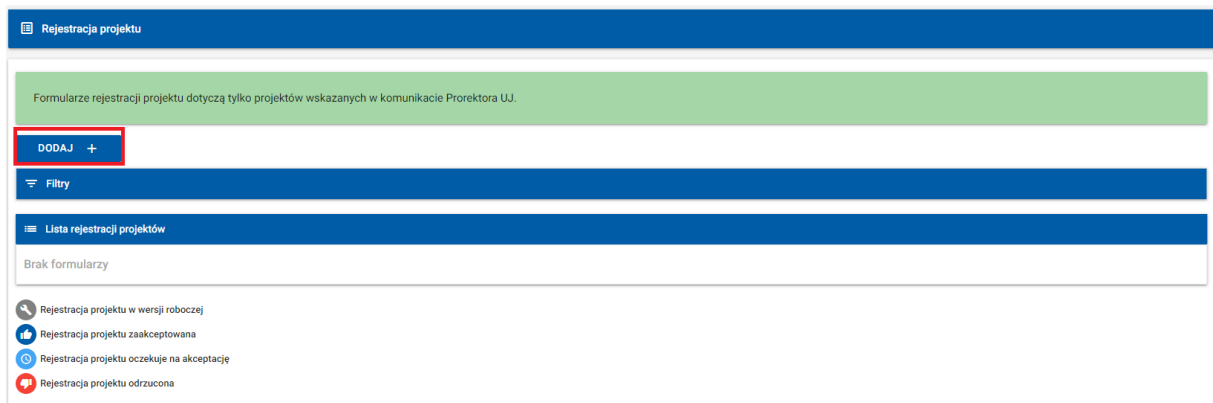 Rejestracja projektu
Formularze rejestracji projektu dotyczą tylko projektów wskazanych w komunikacie Prorektora UJ.
DODAJ +
Filtry
Lista rejestracji projektów
Brak formularzy
Rejestracja projektu w wersji roboczej
Rejestracja projektu zaakceptowana
Rejestracja projektu oczekuje na akceptację
Rejestracja projektu odrzucona